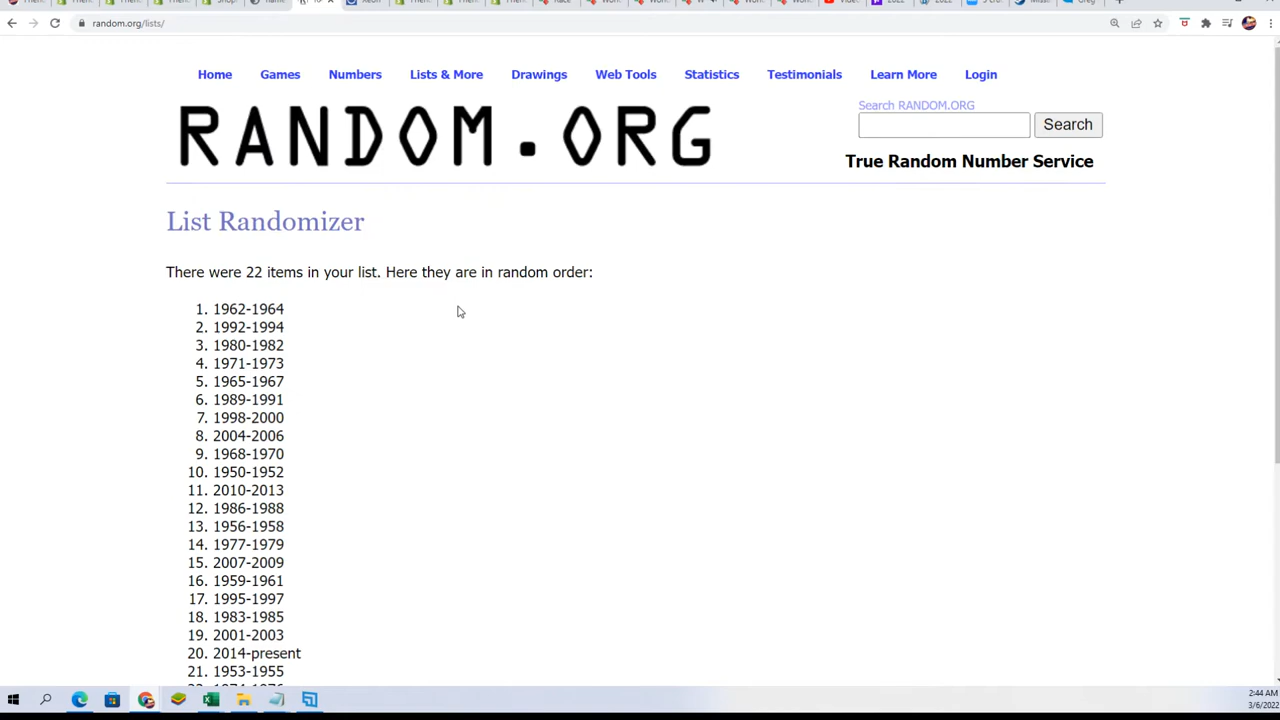 random.org/lists/
Home Games Numbers Lists & More Drawings Web Tools Statistics Testimonials Learn More Login
RANDOM.ORG
Search RANDOM.ORG
Search
True Random Number Service
List Randomizer
There were 22 items in your list. Here they are in random order:
1. 1962-1964
2. 1992-1994
3. 1980-1982
4. 1971-1973
5. 1965-1967
6. 1989-1991
7. 1998-2000
8. 2004-2006
9. 1968-1970
10. 1950-1952
11. 2010-2013
12. 1986-1988
13. 1956-1958
14. 1977-1979
15. 2007-2009
16. 1959-1961
17. 1995-1997
18. 1983-1985
19. 2001-2003
20. 2014-present
21. 1953-1955
2:44 AM
3/6/2022